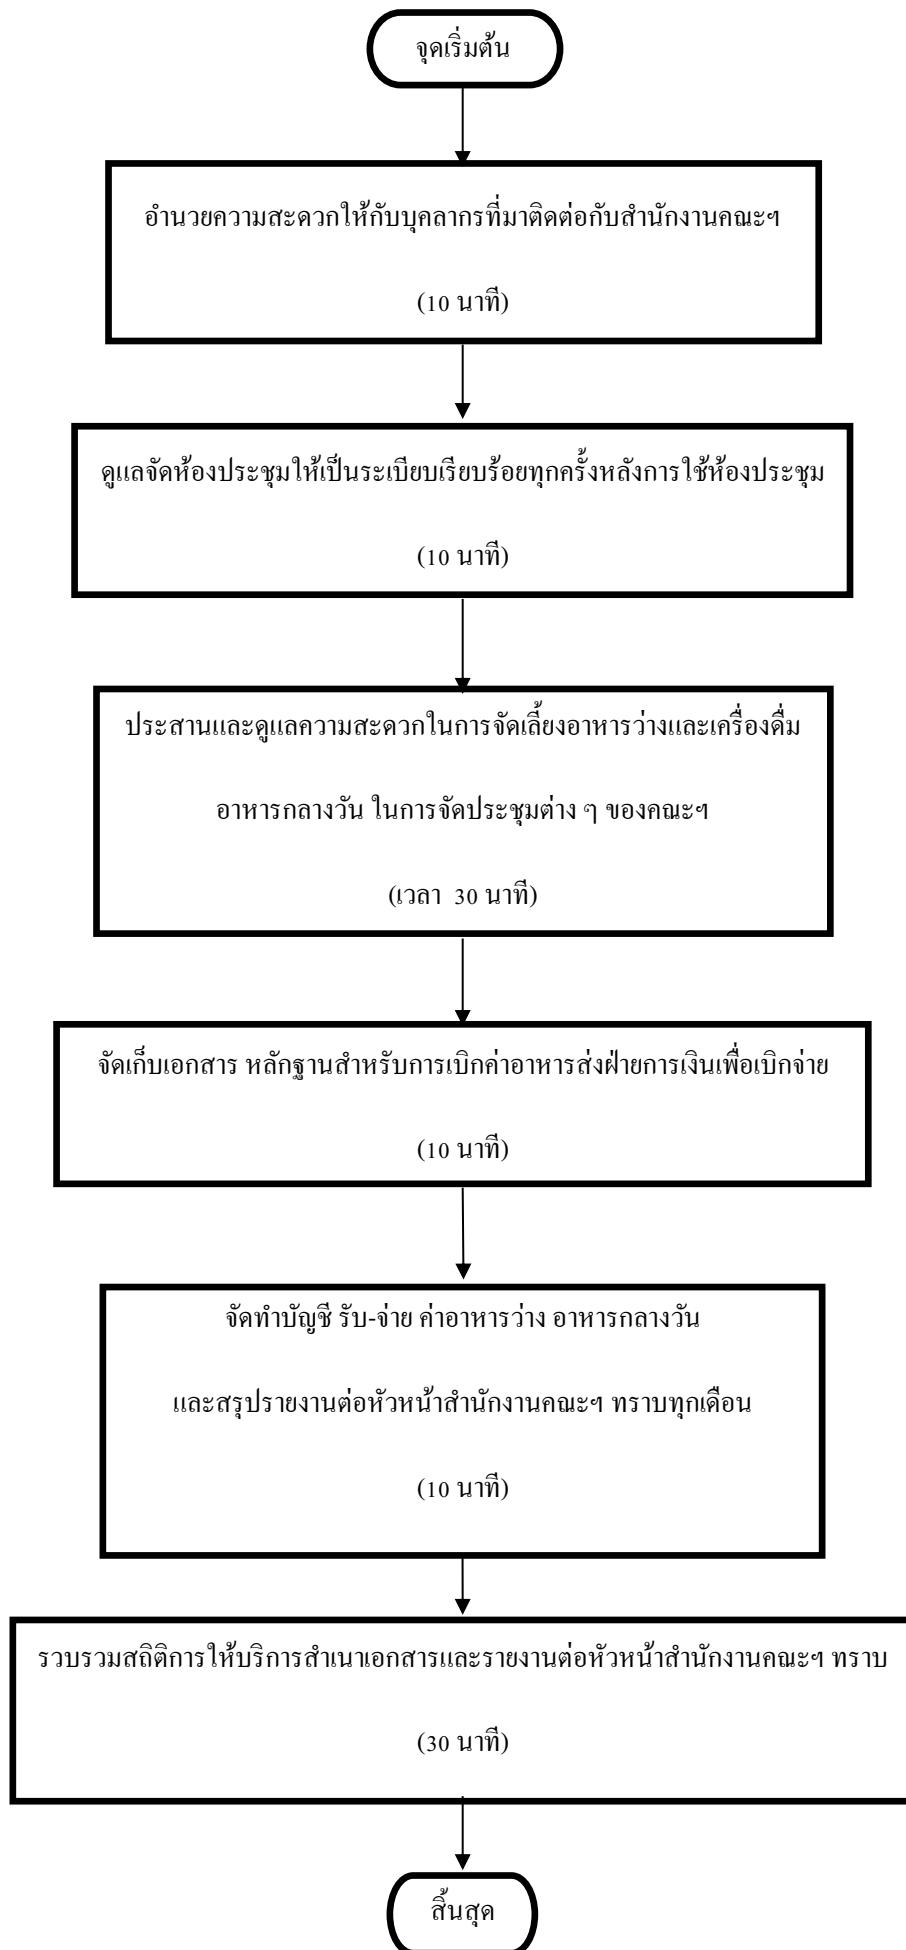 จุดเริ่มต้น
อำนวยความสะดวกให้กับบุคลากรที่มาติดต่อกับสำนักงานคณะฯ
(10 นาที)
ดูแลจัดห้องประชุมให้เป็นระเบียบเรียบร้อยทุกครั้งหลังการใช้ห้องประชุม
(10 นาที)
ประสานและดูแลความสะดวกในการจัดเลี้ยงอาหารว่างและเครื่องดื่ม
อาหารกลางวัน ในการจัดประชุมต่าง ๆ ของคณะฯ
(เวลา 30 นาที)
จัดเก็บเอกสาร หลักฐานสำหรับการเบิกค่าอาหารส่งฝ่ายการเงินเพื่อเบิกจ่าย
(10 นาที)
จัดทำบัญชี รับ-จ่าย ค่าอาหารว่าง อาหารกลางวัน
และสรุปรายงานต่อหัวหน้าสำนักงานคณะฯ ทราบทุกเดือน
(10 นาที)
รวบรวมสถิติการให้บริการสำเนาเอกสารและรายงานต่อหัวหน้าสำนักงานคณะฯ ทราบ
(30 นาที)
สิ้นสุด